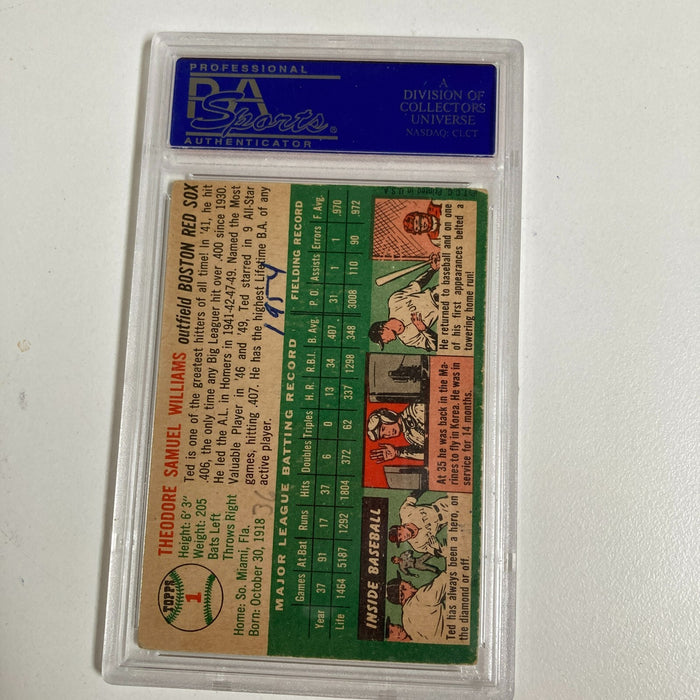 PROFESSIONAL
PSA
Sports
AUTHENTICATOR
A
DIVISION OF
COLLECTORS
UNIVERSE
NASDAQ: CLCT
TOPPS
1
THEODORE SAMUEL WILLIAMS outfield BOSTON RED SOX
Height: 6' 3"
Weight: 205
Bats Left
Throws Right
Home: So. Miami, Fla.
Born: October 30, 1918
36
Ted is one of the greatest hitters of all time! In '41, he hit
.406, the only time any Big Leaguer hit over .400 since 1930.
He led the A.L. in Homers in 1941-42-47-49. Named the Most
Valuable Player in '46 and '49, Ted starred in 9 All-Star
games, hitting .407. He has the highest Lifetime B.A. of any
active player.
1954
MAJOR LEAGUE BATTING RECORD FIELDING RECORD
Games At Bat Runs Hits Doubles Triples H. R. R.B.I. B. Avg. P. O. Assists Errors F. Avg.
Year 37 91 17 37 6 0 13 34 .407 31 1 1 .970
Life 1464 5187 1292 1804 372 62 337 1298 .348 3008 110 90 .972
INSIDE BASEBALL
Ted has always been a hero, on
the diamond or off.
At 35 he was back in the Ma-
rines to fly in Korea. He was in
service for 14 months.
He returned to baseball and on one
of his first appearances belted a
towering home run!
T.C.G. Printed in U.S.A.